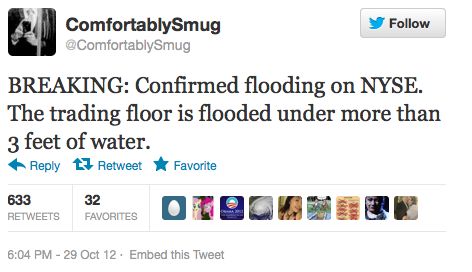 ComfortablySmug
@ComfortablySmug
Follow
BREAKING: Confirmed flooding on NYSE.
The trading floor is flooded under more than
3 feet of water.
Reply Retweet Favorite
633 32
RETWEETS FAVORITES
6:04 PM - 29 Oct 12 · Embed this Tweet